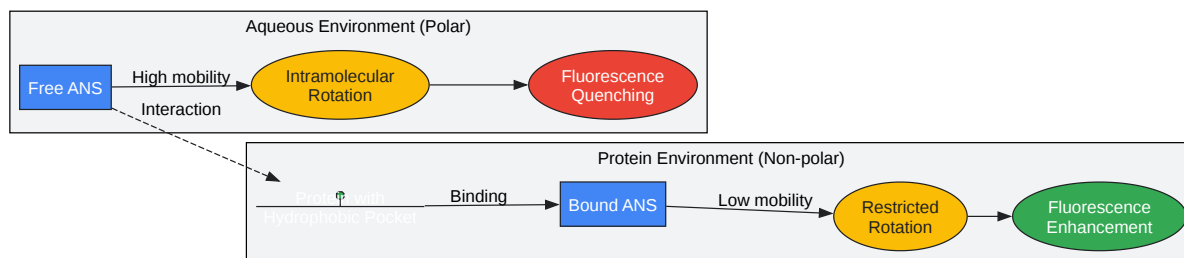 Aqueous Environment (Polar)
Free ANS
High mobility
Intramolecular
Rotation
Fluorescence
Quenching
Interaction
Protein Environment (Non-polar)
Protein with
Hydrophobic Pocket
Binding
Bound ANS
Low mobility
Restricted
Rotation
Fluorescence
Enhancement